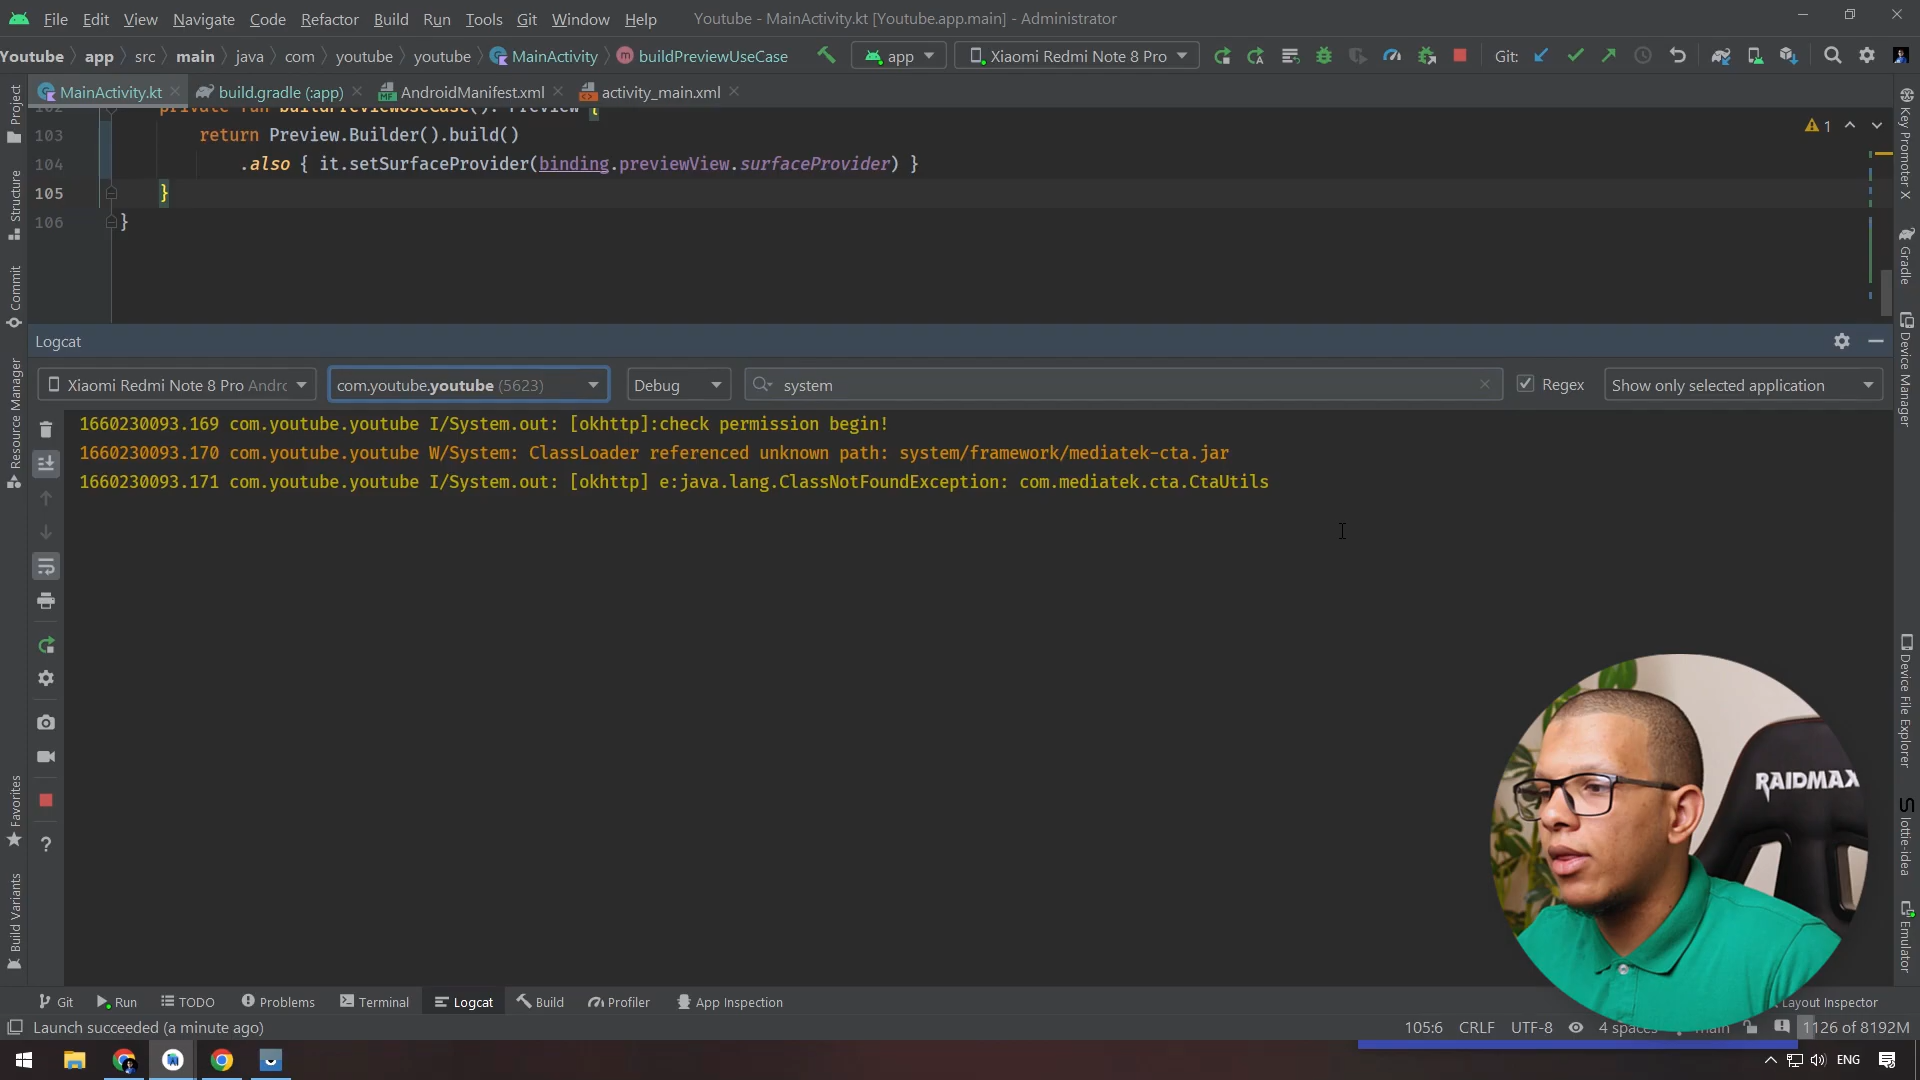 File Edit View Navigate Code Refactor Build Run Tools Git Window Help Youtube - MainActivity.kt [Youtube.app.main] - Administrator
Youtube app src main java com youtube youtube MainActivity buildPreviewUseCase app Xiaomi Redmi Note 8 Pro Git:
MainActivity.kt build.gradle (:app) AndroidManifest.xml activity_main.xml
102 private fun buildPreviewUseCase(): Preview {
103 return Preview.Builder().build()
104 .also { it.setSurfaceProvider(binding.previewView.surfaceProvider) }
105 }
106 }
1
Project
Structure
Commit
Resource Manager
Favorites
Build Variants
Key Promoter X
Gradle
Device Manager
Device File Explorer
lottie-idea
Emulator
Logcat
Xiaomi Redmi Note 8 Pro Andrc com.youtube.youtube (5623) Debug system Regex Show only selected application
1660230093.169 com.youtube.youtube I/System.out: [okhttp]:check permission begin!
1660230093.170 com.youtube.youtube W/System: ClassLoader referenced unknown path: system/framework/mediatek-cta.jar
1660230093.171 com.youtube.youtube I/System.out: [okhttp] e:java.lang.ClassNotFoundException: com.mediatek.cta.CtaUtils
RAIDMAX
Git Run TODO Problems Terminal Logcat Build Profiler App Inspection Layout Inspector
Launch succeeded (a minute ago) 105:6 CRLF UTF-8 4 spaces main 1126 of 8192M
ENG